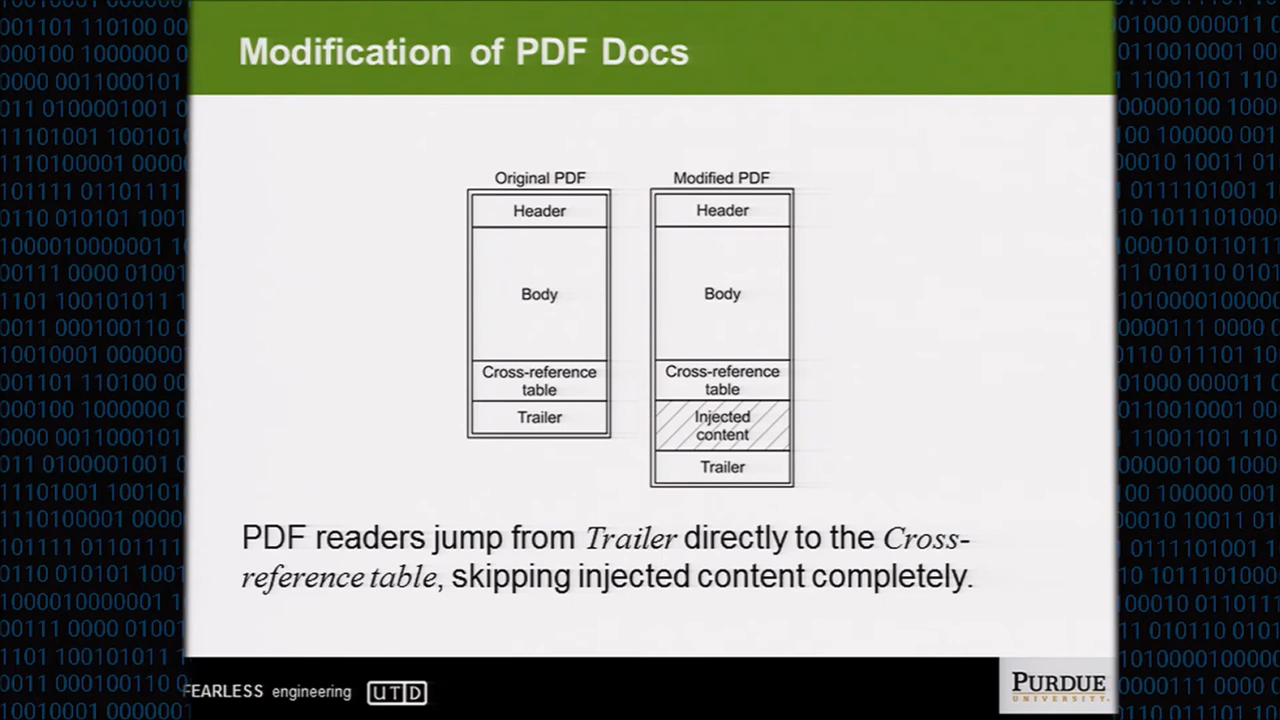 Modification of PDF Docs
Original PDF
Header
Body
Cross-reference
table
Trailer
Modified PDF
Header
Body
Cross-reference
table
Injected
content
Trailer
PDF readers jump from Trailer directly to the Cross-
reference table, skipping injected content completely.
FEARLESS engineering
UTD
PURDUE
UNIVERSITY